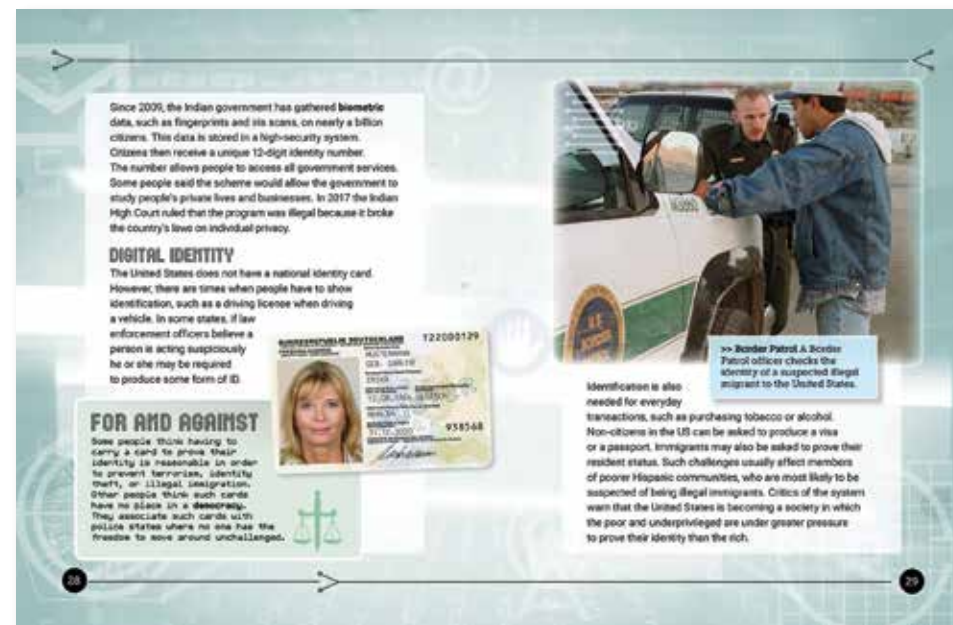 Since 2009, the Indian government has gathered biometric
data, such as fingerprints and iris scans, on nearly a billion
citizens. This data is stored in a high-security system.
Citizens then receive a unique 12-digit identity number.
The number allows people to access all government services.
Some people said the scheme would allow the government to
study people's private lives and businesses. In 2017 the Indian
High Court ruled that the program was illegal because it broke
the country's laws on individual privacy.
DIGITAL IDENTITY
The United States does not have a national identity card.
However, there are times when people have to show
identification, such as a driving license when driving
a vehicle. In some states, if law
enforcement officers believe a
person is acting suspiciously
he or she may be required
to produce some form of ID.
FOR AND AGAINST
Some people think having to
carry a card to prove their
identity is reasonable in order
to prevent terrorism, identity
theft, or illegal immigration.
Other people think such cards
have no place in a democracy.
They associate such cards with
police states where no one has the
freedom to move around unchallenged.
BUNDESREPUBLIK DEUTSCHLAND
T22000129
MUSTERMANN
GEB. GABLER
ERIKA
BERLIN
938568
28
U.S.
BORDER
PATROL
>> Border Patrol A Border
Patrol officer checks the
identity of a suspected illegal
migrant to the United States.
Identification is also
needed for everyday
transactions, such as purchasing tobacco or alcohol.
Non-citizens in the US can be asked to produce a visa
or a passport. Immigrants may also be asked to prove their
resident status. Such challenges usually affect members
of poorer Hispanic communities, who are most likely to be
suspected of being illegal immigrants. Critics of the system
warn that the United States is becoming a society in which
the poor and underprivileged are under greater pressure
to prove their identity than the rich.
29